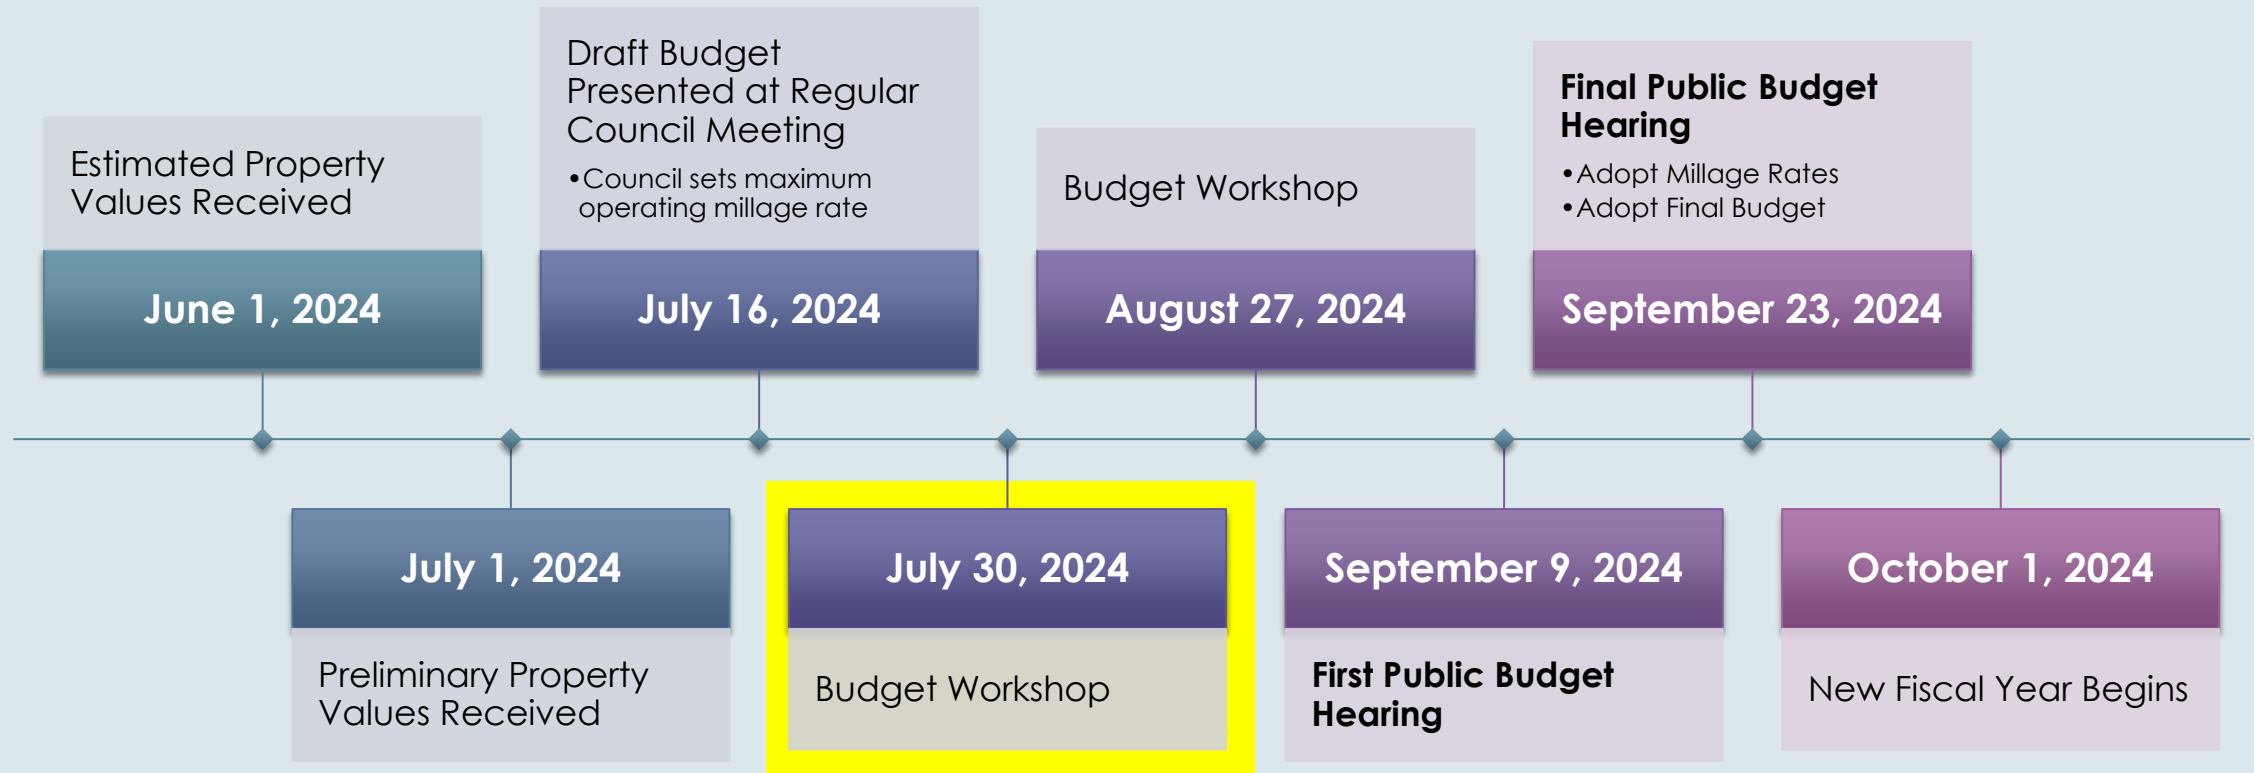 Estimated Property
Values Received
June 1, 2024
July 1, 2024
Preliminary Property
Values Received
Draft Budget
Presented at Regular
Council Meeting
•Council sets maximum
operating millage rate
July 16, 2024
July 30, 2024
Budget Workshop
Budget Workshop
August 27, 2024
September 9, 2024
First Public Budget
Hearing
Final Public Budget
Hearing
•Adopt Millage Rates
•Adopt Final Budget
September 23, 2024
October 1, 2024
New Fiscal Year Begins